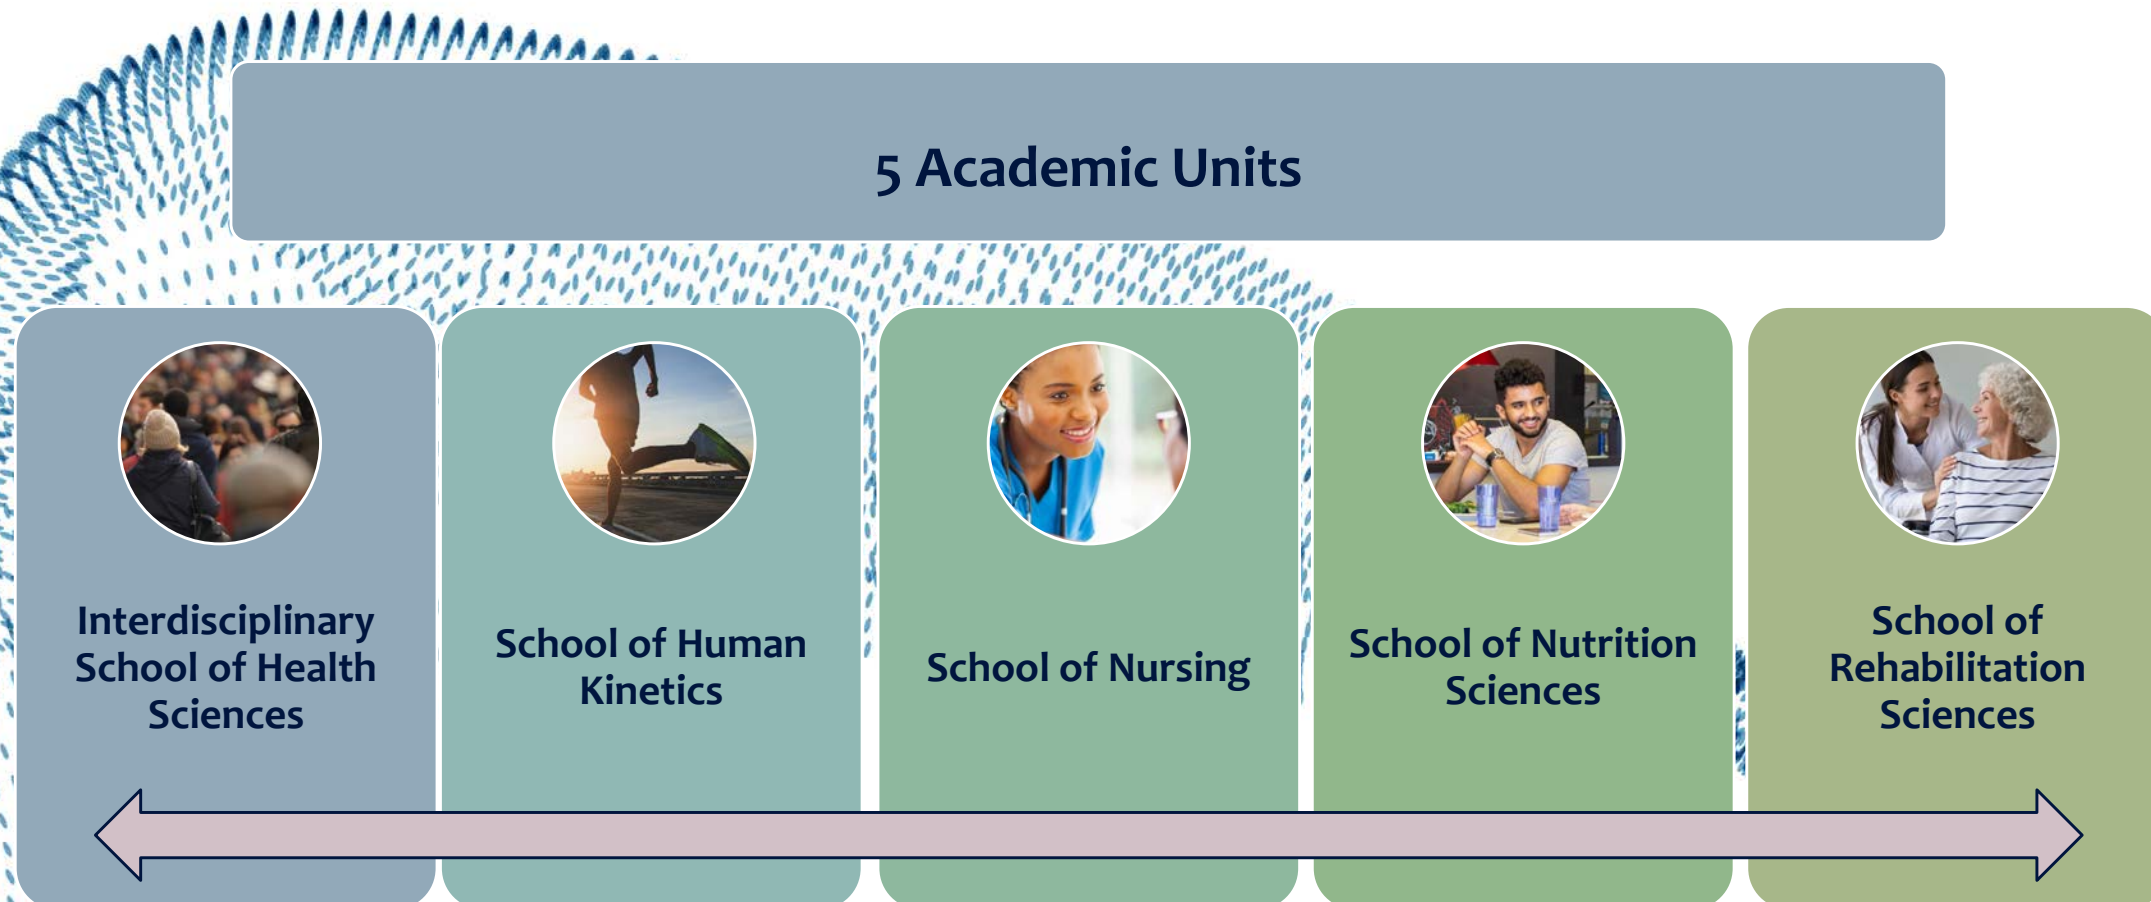 5 Academic Units
Interdisciplinary
School of Health
Sciences
School of Human
Kinetics
School of Nursing
School of Nutrition
Sciences
School of
Rehabilitation
Sciences